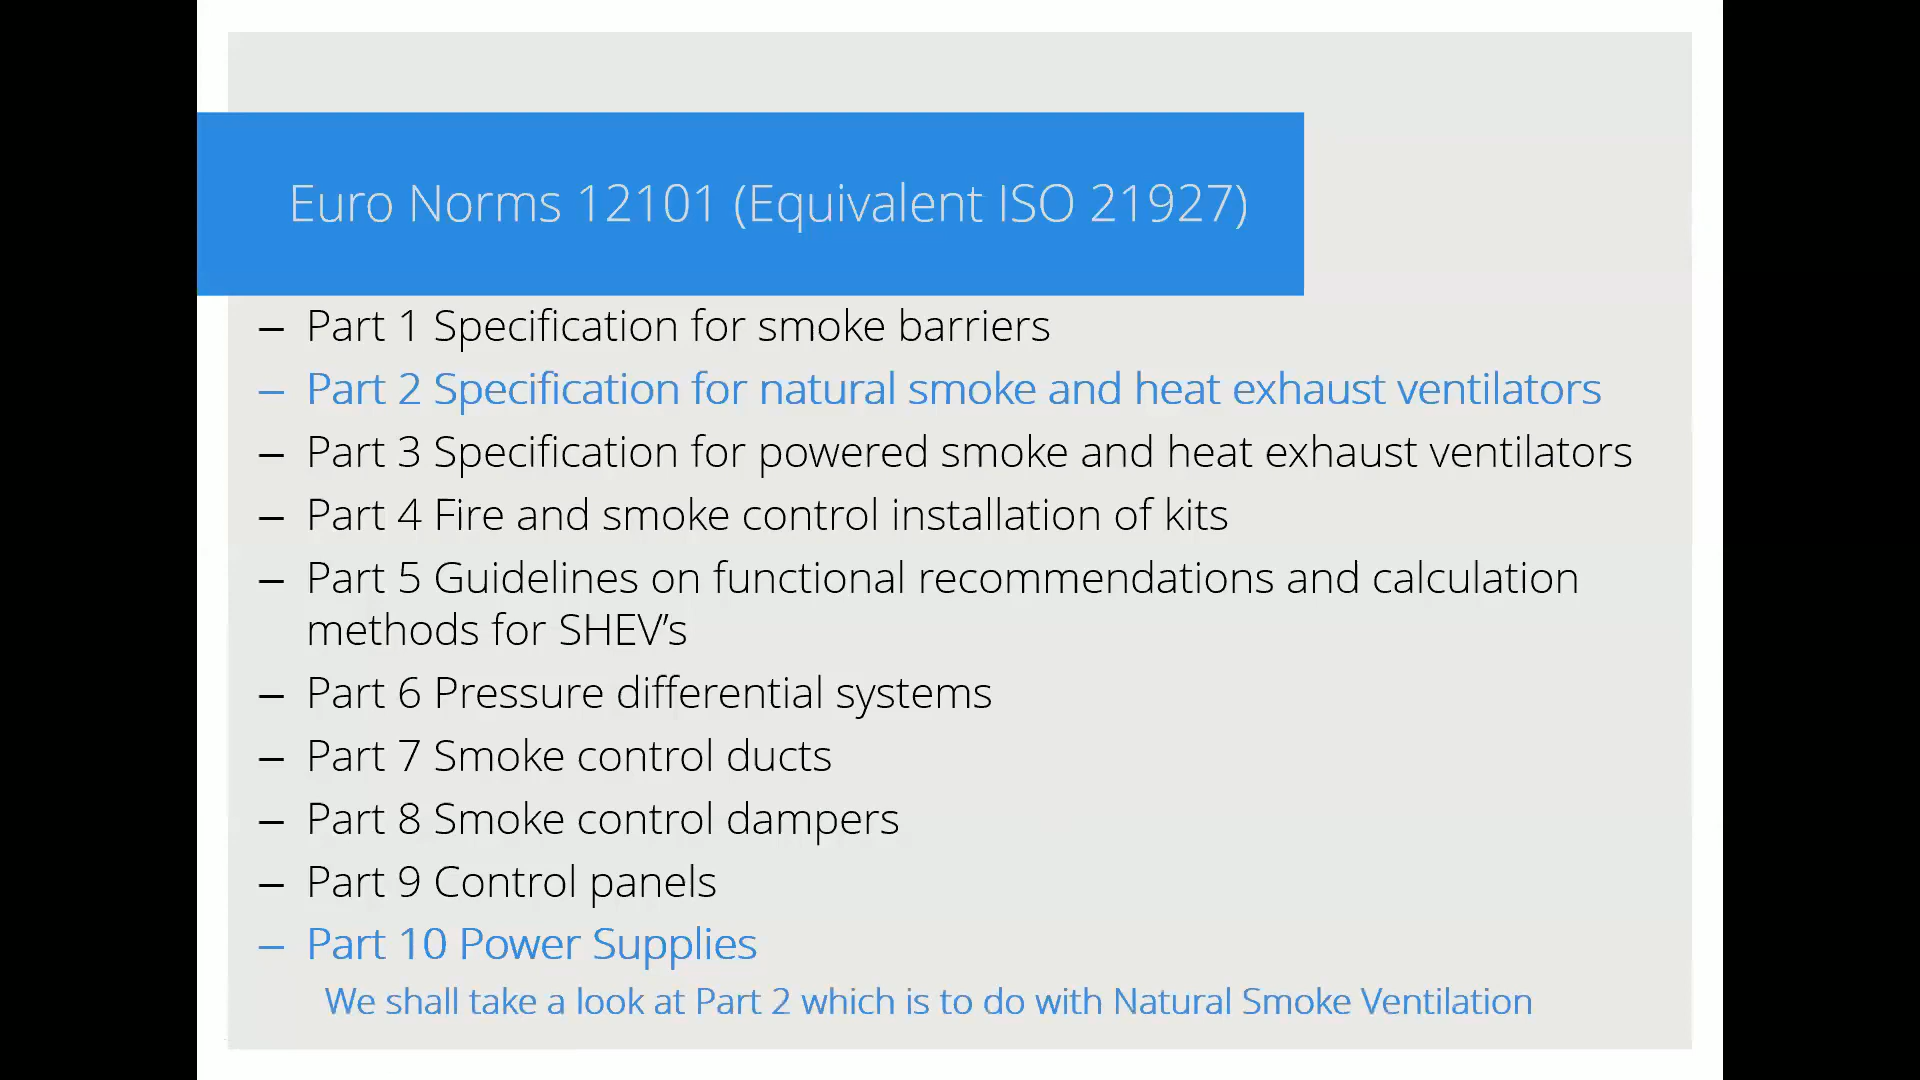 Euro Norms 12101 (Equivalent ISO 21927)
– Part 1 Specification for smoke barriers
– Part 2 Specification for natural smoke and heat exhaust ventilators
– Part 3 Specification for powered smoke and heat exhaust ventilators
– Part 4 Fire and smoke control installation of kits
– Part 5 Guidelines on functional recommendations and calculation
methods for SHEV’s
– Part 6 Pressure differential systems
– Part 7 Smoke control ducts
– Part 8 Smoke control dampers
– Part 9 Control panels
– Part 10 Power Supplies
We shall take a look at Part 2 which is to do with Natural Smoke Ventilation